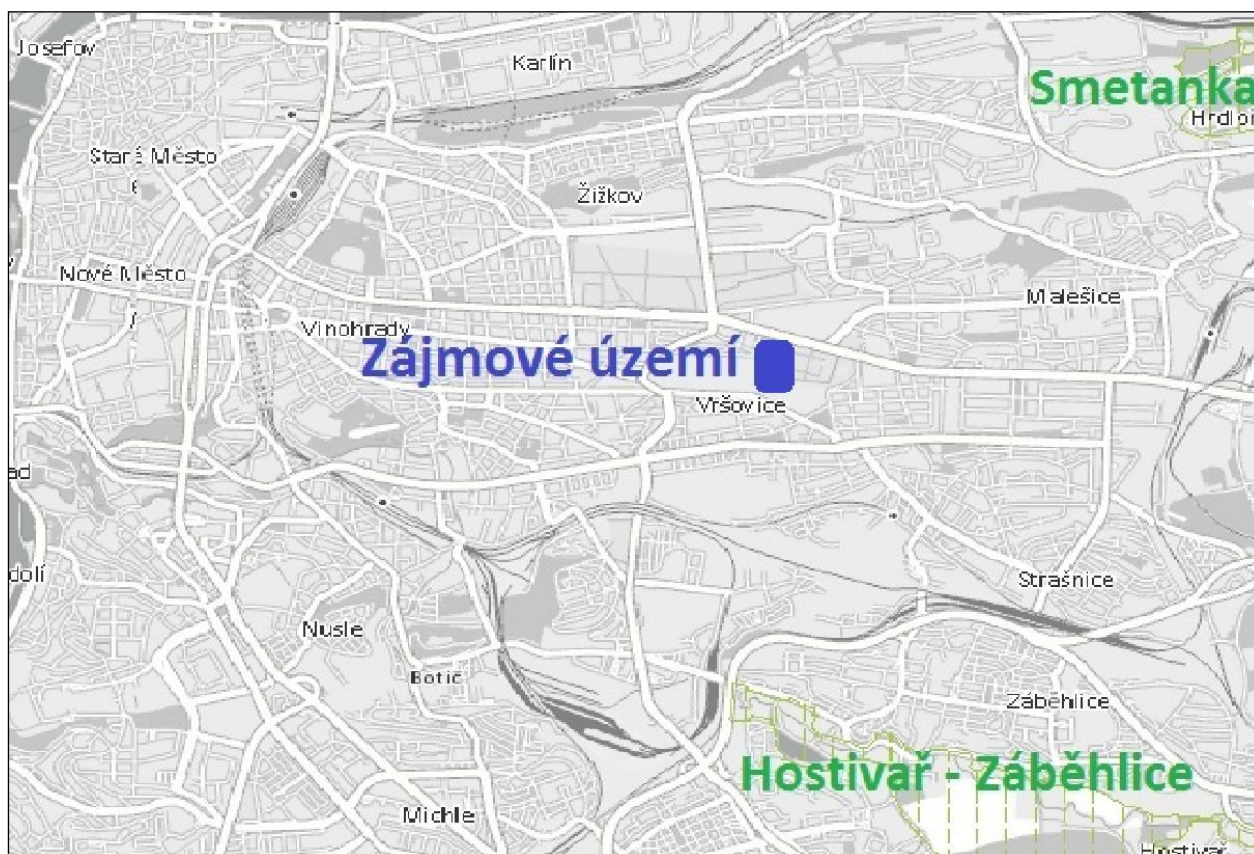 Josefov
Karlín
Smetanka
Staré Město
Žižkov
Nové Město
Malešice
Vinohrady
Zájmové území
Vršovice
Strašnice
Nusle
Botič
Záběhlice
Hostivař - Záběhlice
Michle
Hostivař